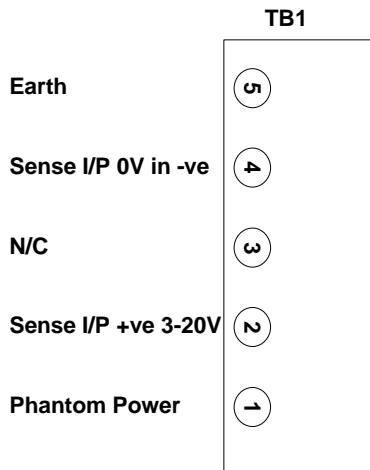 TB1
Earth 5
Sense I/P 0V in -ve 4
N/C 3
Sense I/P +ve 3-20V 2
Phantom Power 1